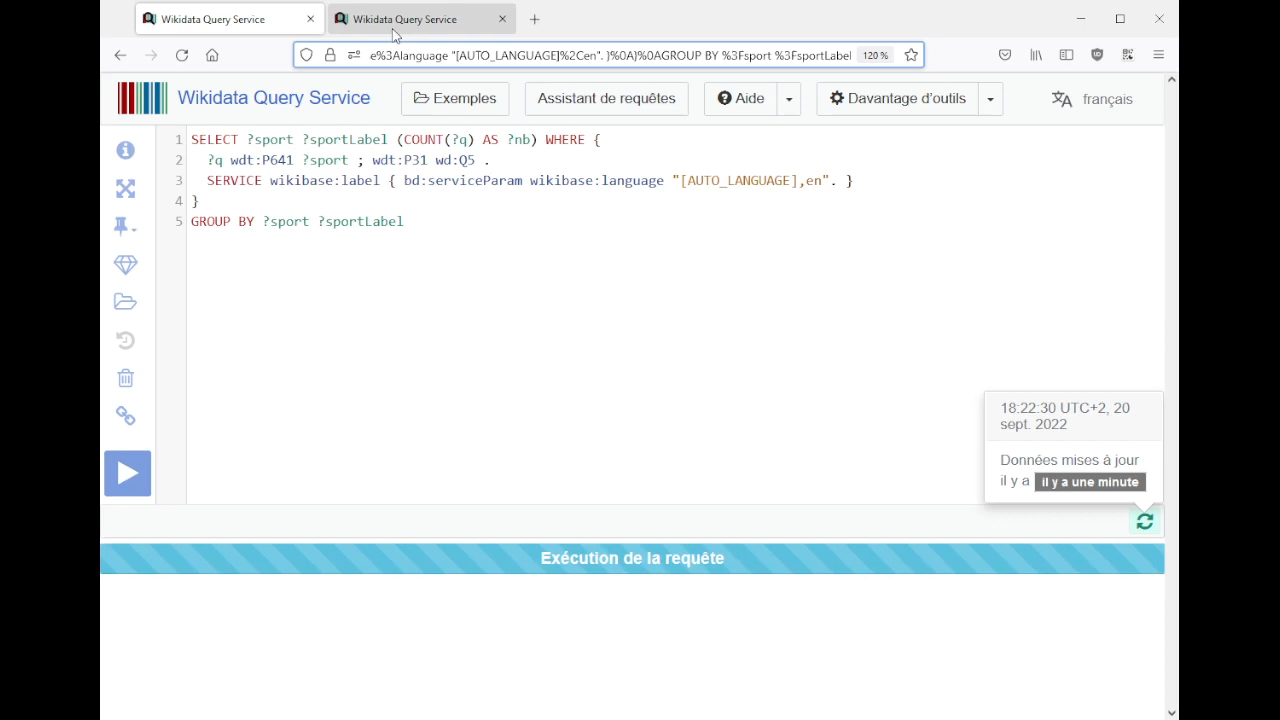 Wikidata Query Service
Wikidata Query Service
e%3Alanguage "[AUTO_LANGUAGE]%2Cen". }%0A}%0AGROUP BY %3Fsport %3FsportLabel
120 %
Wikidata Query Service
Exemples
Assistant de requêtes
Aide
Davantage d'outils
français
1 SELECT ?sport ?sportLabel (COUNT(?q) AS ?nb) WHERE {
2 ?q wdt:P641 ?sport ; wdt:P31 wd:Q5 .
3 SERVICE wikibase:label { bd:serviceParam wikibase:language "[AUTO_LANGUAGE],en". }
4 }
5 GROUP BY ?sport ?sportLabel
18:22:30 UTC+2, 20
sept. 2022
Données mises à jour
il y a il y a une minute
Exécution de la requête